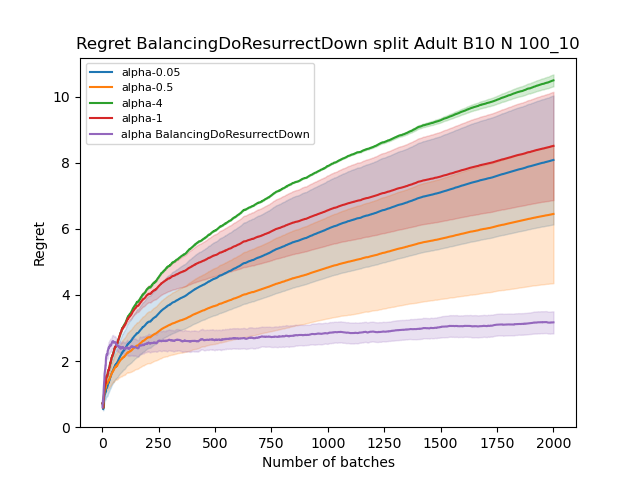 Regret BalancingDoResurrectDown split Adult B10 N 100_10
alpha-0.05
alpha-0.5
alpha-4
alpha-1
alpha BalancingDoResurrectDown
10
8
6
4
2
0
Regret
0 250 500 750 1000 1250 1500 1750 2000
Number of batches